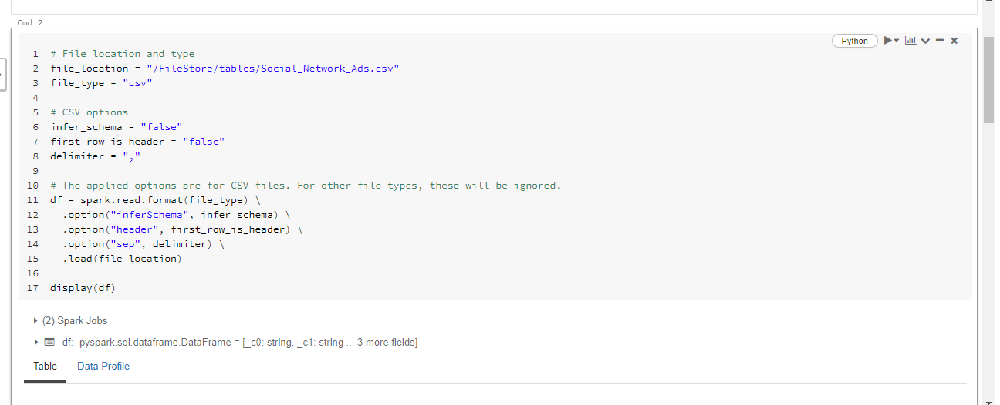 Cmd 2
Python
1 # File location and type
2 file_location = "/FileStore/tables/Social_Network_Ads.csv"
3 file_type = "csv"
4
5 # CSV options
6 infer_schema = "false"
7 first_row_is_header = "false"
8 delimiter = ","
9
10 # The applied options are for CSV files. For other file types, these will be ignored.
11 df = spark.read.format(file_type) \
12   .option("inferSchema", infer_schema) \
13   .option("header", first_row_is_header) \
14   .option("sep", delimiter) \
15   .load(file_location)
16
17 display(df)
(2) Spark Jobs
df: pyspark.sql.dataframe.DataFrame = [_c0: string, _c1: string ... 3 more fields]
Table Data Profile